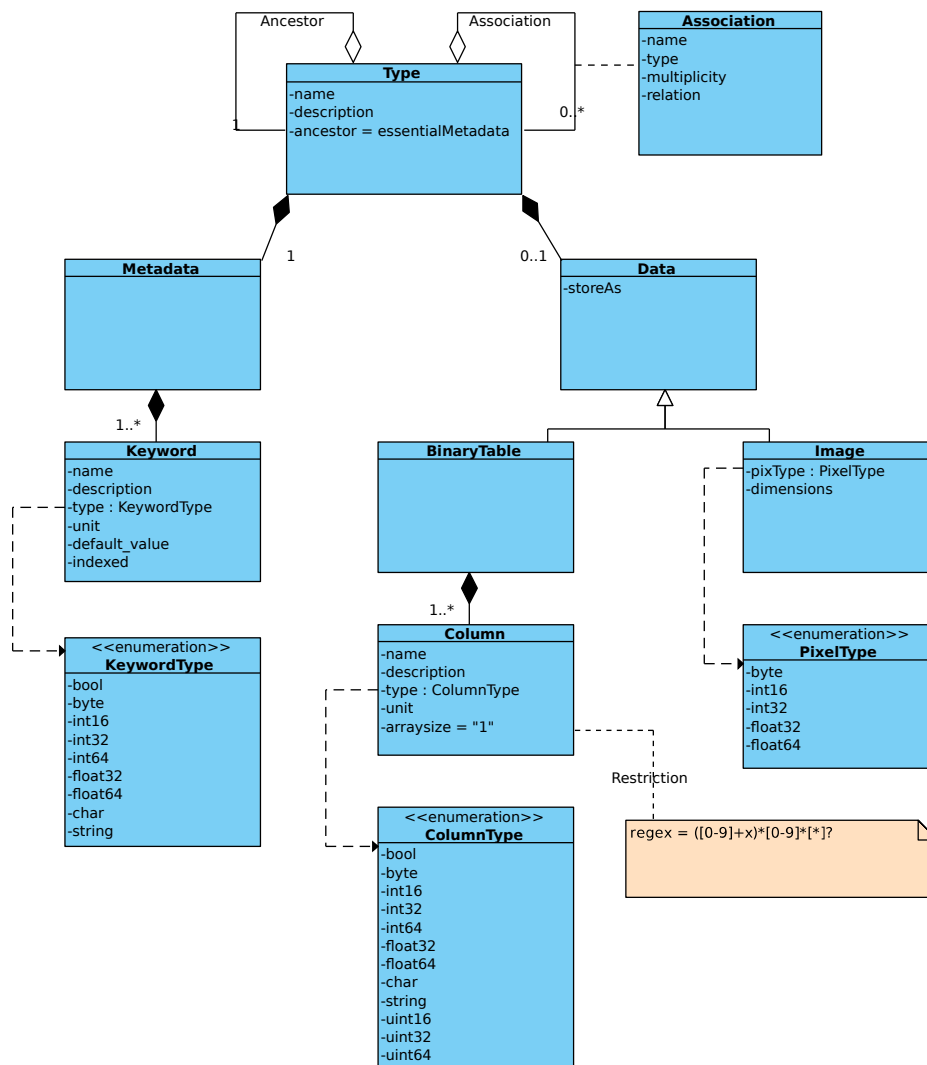 Ancestor
Association
Association
-name
-type
-multiplicity
-relation
Type
-name
-description
-ancestor = essentialMetadata
1
0..*
1
0..1
Metadata
Data
-storeAs
1..*
Keyword
-name
-description
-type : KeywordType
-unit
-default_value
-indexed
BinaryTable
Image
-pixType : PixelType
-dimensions
1..*
<<enumeration>>
KeywordType
-bool
-byte
-int16
-int32
-int64
-float32
-float64
-char
-string
Column
-name
-description
-type : ColumnType
-unit
-arraysize = "1"
<<enumeration>>
PixelType
-byte
-int16
-int32
-float32
-float64
Restriction
regex = ([0-9]+x)*[0-9]*[*]?
<<enumeration>>
ColumnType
-bool
-byte
-int16
-int32
-int64
-float32
-float64
-char
-string
-uint16
-uint32
-uint64